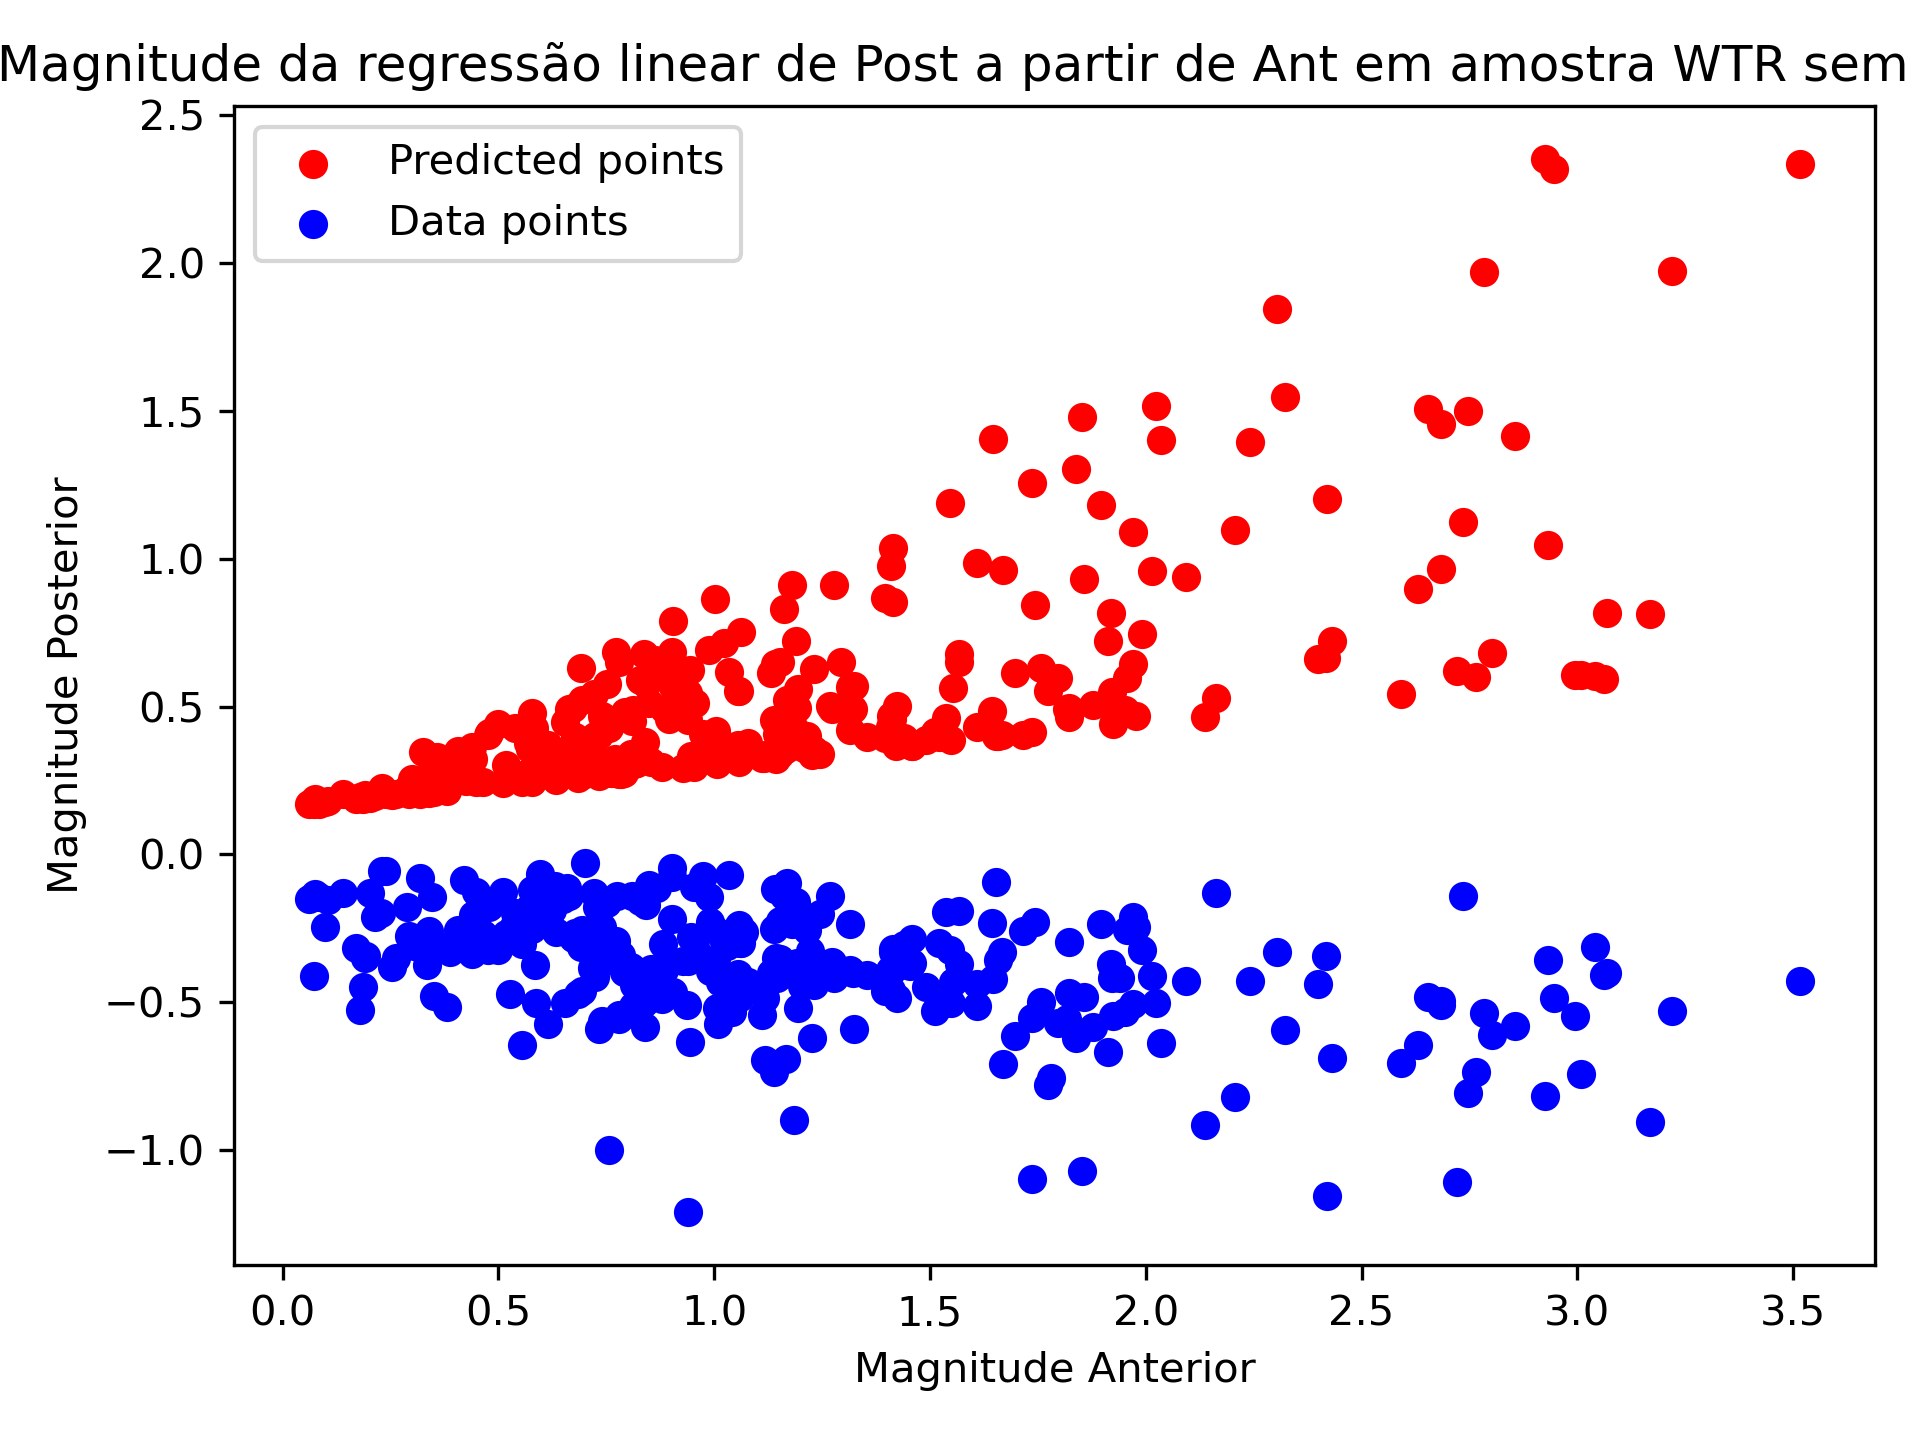 Magnitude da regressão linear de Post a partir de Ant em amostra WTR sem
2.5
2.0
1.5
1.0
0.5
0.0
−0.5
−1.0
Predicted points
Data points
Magnitude Posterior
0.0 0.5 1.0 1.5 2.0 2.5 3.0 3.5
Magnitude Anterior